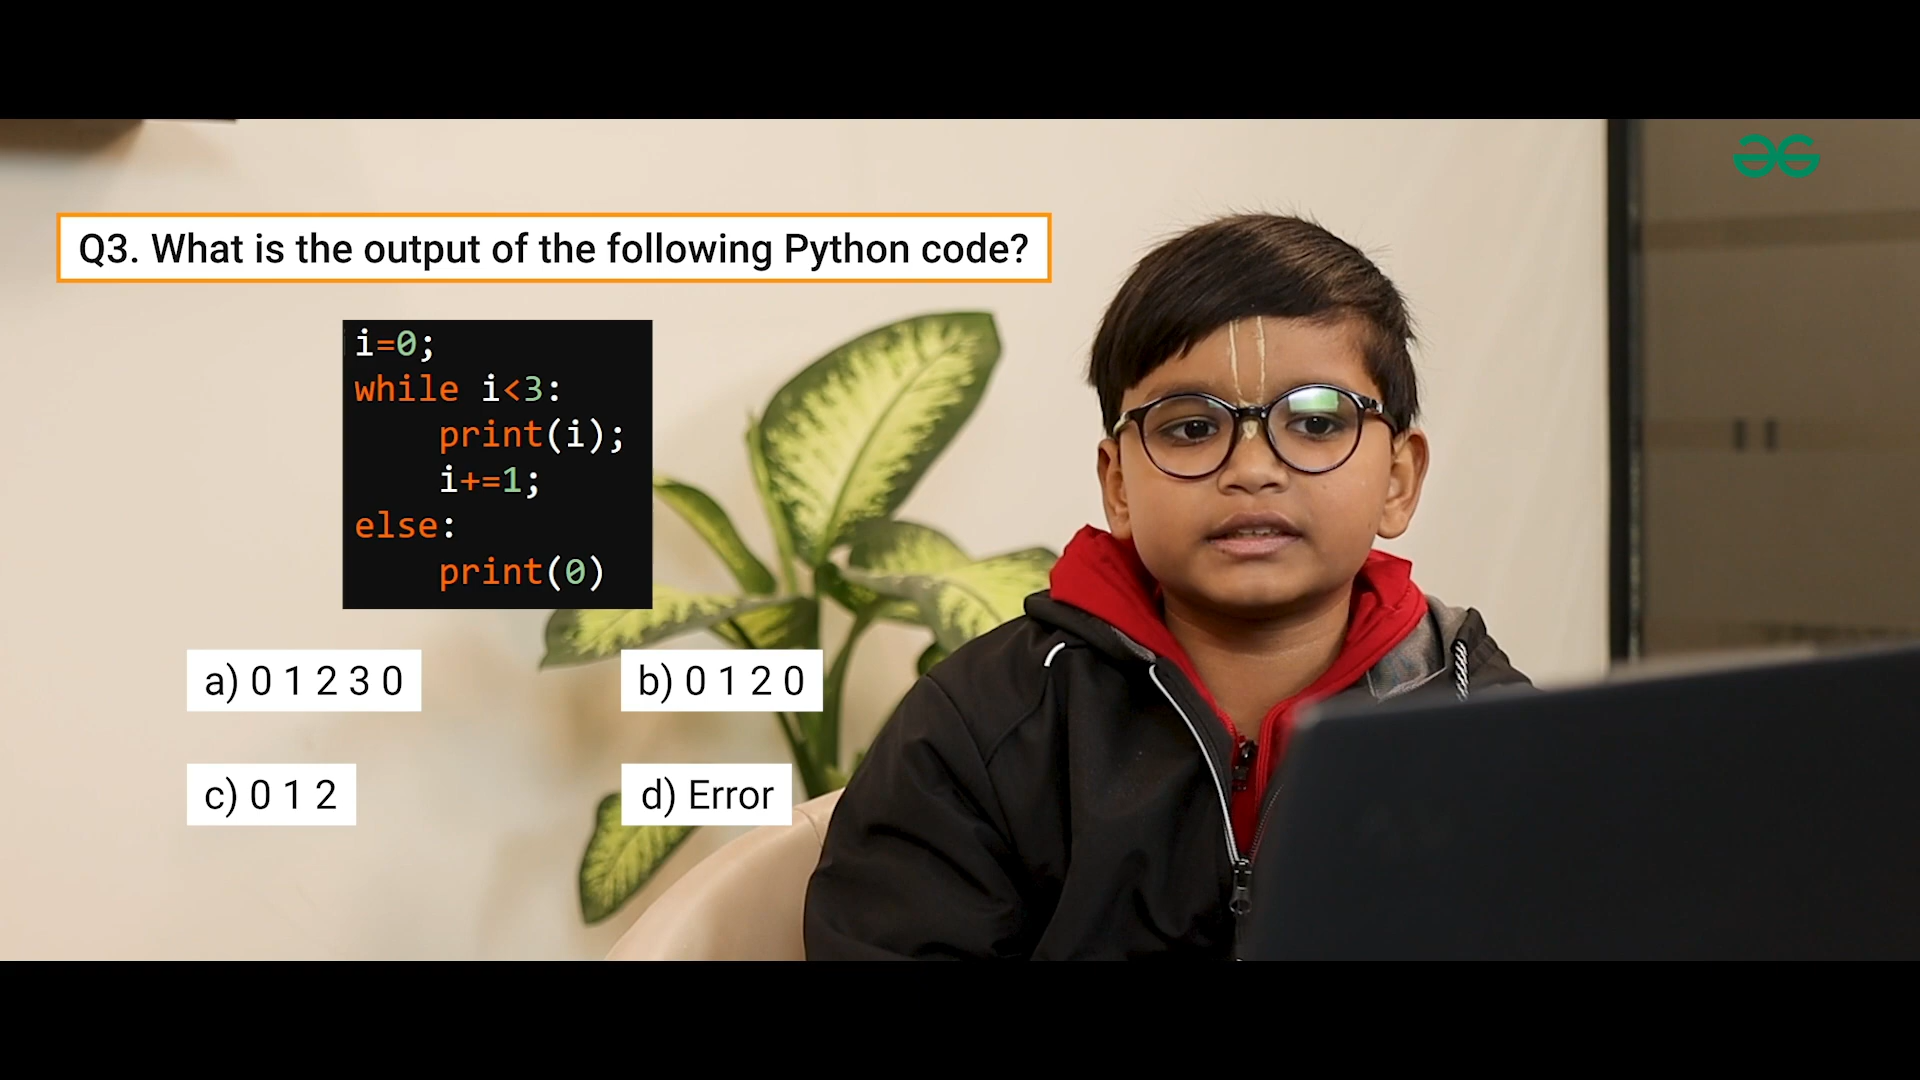 Q3. What is the output of the following Python code?
i=0;
while i<3:
    print(i);
    i+=1;
else:
    print(0)
a) 0 1 2 3 0
b) 0 1 2 0
c) 0 1 2
d) Error